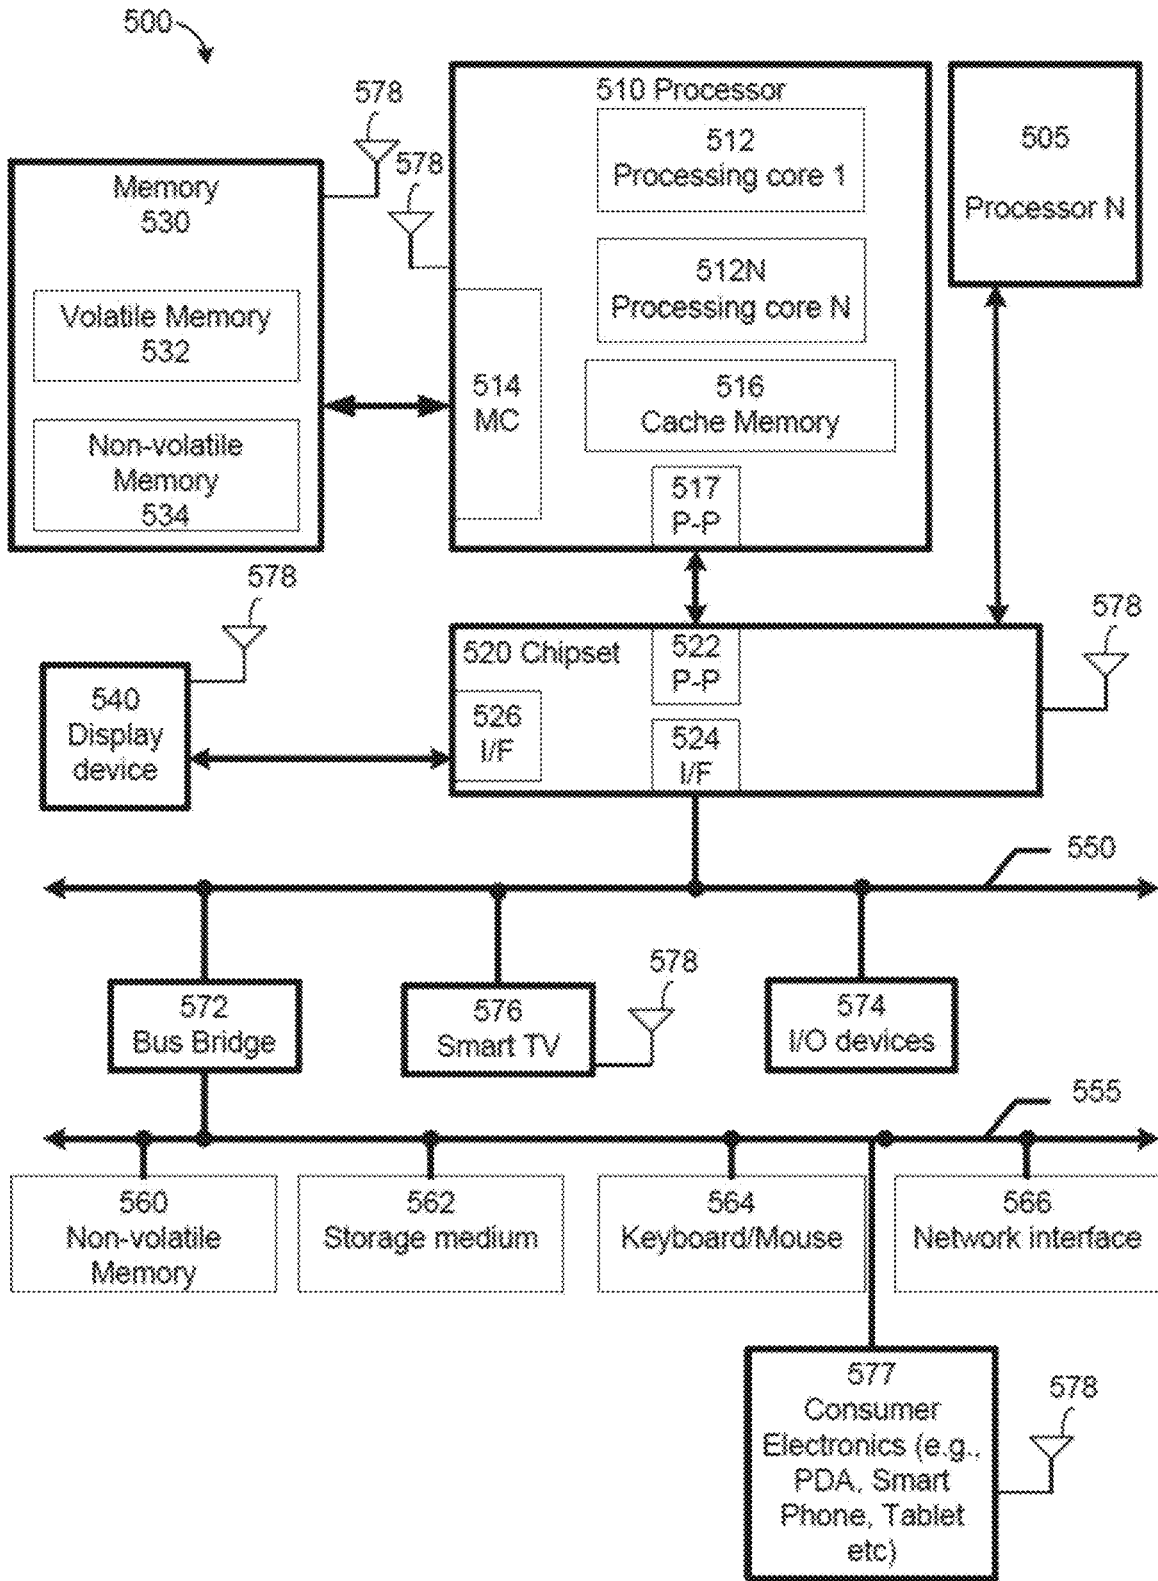 500
578
578
Memory
530
Volatile Memory
532
Non-volatile
Memory
534
510 Processor
512
Processing core 1
512N
Processing core N
514
MC
516
Cache Memory
517
P-P
505
Processor N
578
540
Display
device
520 Chipset
522
P-P
526
I/F
524
I/F
578
550
572
Bus Bridge
576
Smart TV
578
574
I/O devices
555
560
Non-volatile
Memory
562
Storage medium
564
Keyboard/Mouse
566
Network interface
577
Consumer
Electronics (e.g.,
PDA, Smart
Phone, Tablet
etc)
578